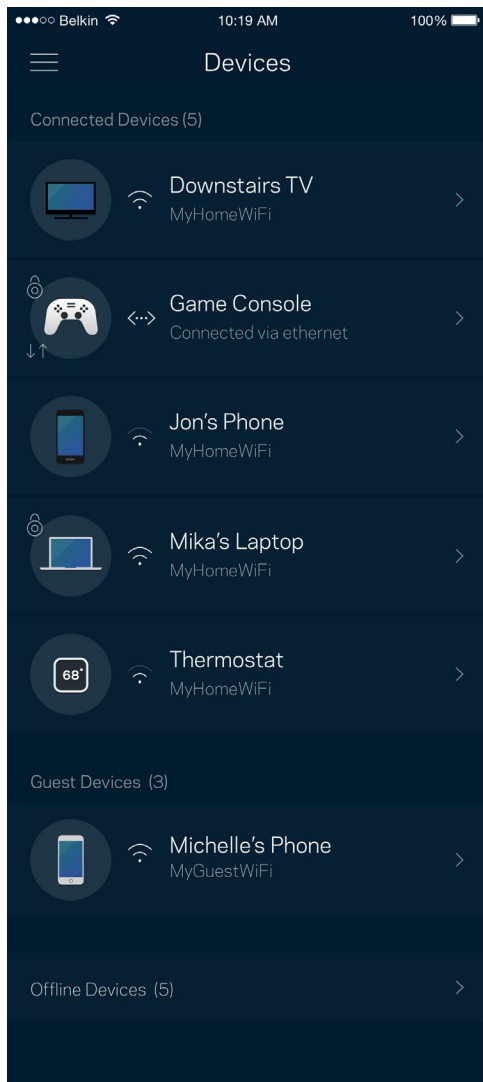 Belkin 10:19 AM 100%
Devices
Connected Devices (5)
Downstairs TV
MyHomeWiFi
Game Console
Connected via ethernet
Jon's Phone
MyHomeWiFi
Mika's Laptop
MyHomeWiFi
68°
Thermostat
MyHomeWiFi
Guest Devices (3)
Michelle's Phone
MyGuestWiFi
Offline Devices (5)